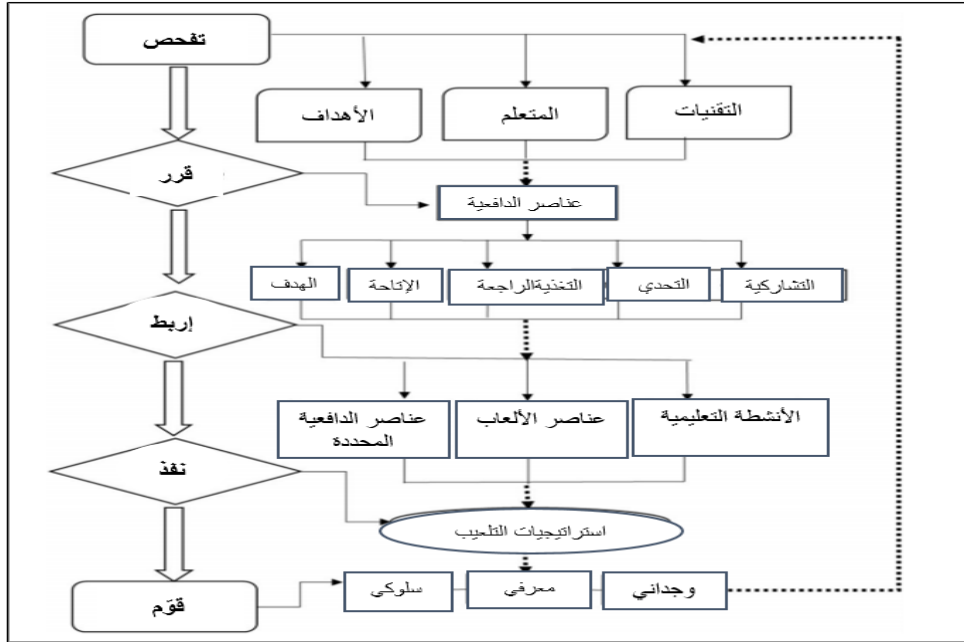 تفحص
الأهداف
المتعلم
التقنيات
قرر
عناصر الدافعية
التشاركية
التحدي
التغذيةالراجعة
الإتاحة
الهدف
إربط
الأنشطة التعليمية
عناصر الألعاب
عناصر الدافعية
المحددة
نفذ
استراتيجيات التلعيب
قوّم
سلوكي
معرفي
وجداني